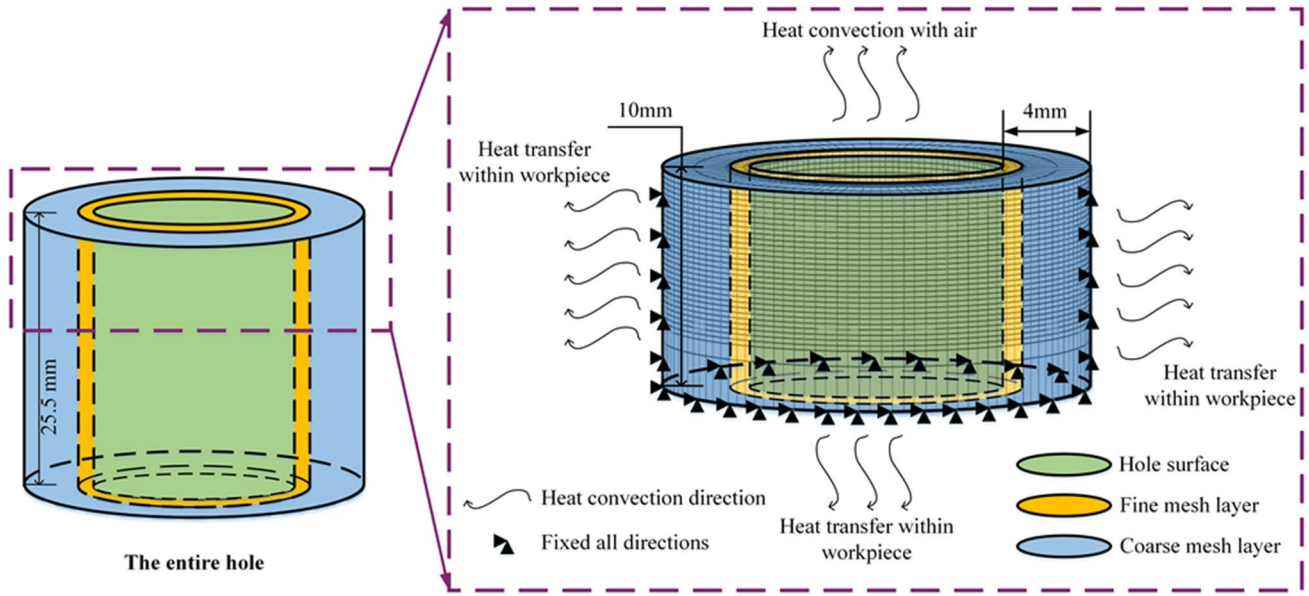 Heat convection with air
10mm
4mm
Heat transfer
within workpiece
25.5 mm
Heat transfer
within workpiece
Hole surface
Heat convection direction
Fine mesh layer
Heat transfer within
workpiece
Fixed all directions
Coarse mesh layer
The entire hole